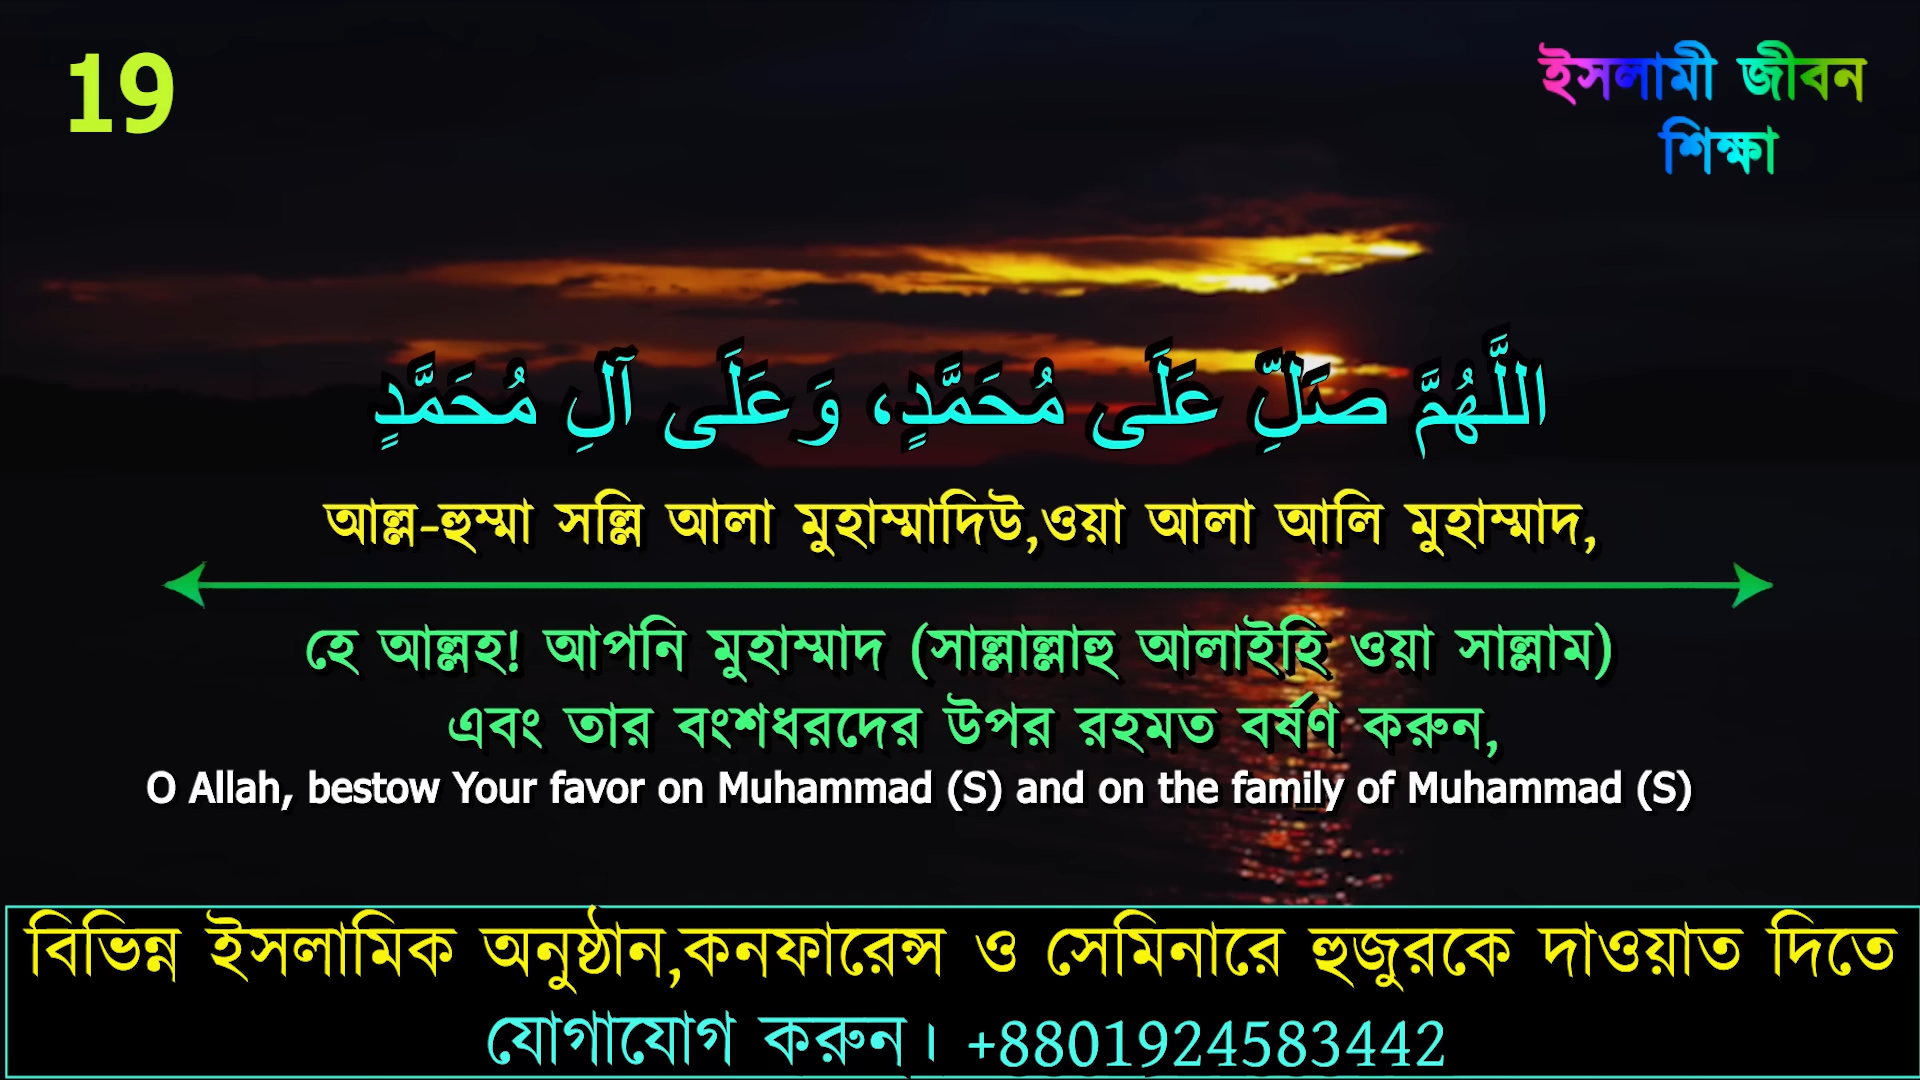 19
ইসলামী জীবন
শিক্ষা
اللَّهُمَّ صَلِّ عَلَى مُحَمَّدٍ، وَعَلَى آلِ مُحَمَّدٍ
আল্ল-হুম্মা সল্লি আলা মুহাম্মাদিউ,ওয়া আলা আলি মুহাম্মাদ,
হে আল্লহ! আপনি মুহাম্মাদ (সাল্লাল্লাহু আলাইহি ওয়া সাল্লাম)
এবং তার বংশধরদের উপর রহমত বর্ষণ করুন,
O Allah, bestow Your favor on Muhammad (S) and on the family of Muhammad (S)
বিভিন্ন ইসলামিক অনুষ্ঠান,কনফারেন্স ও সেমিনারে হুজুরকে দাওয়াত দিতে
যোগাযোগ করুন। +8801924583442